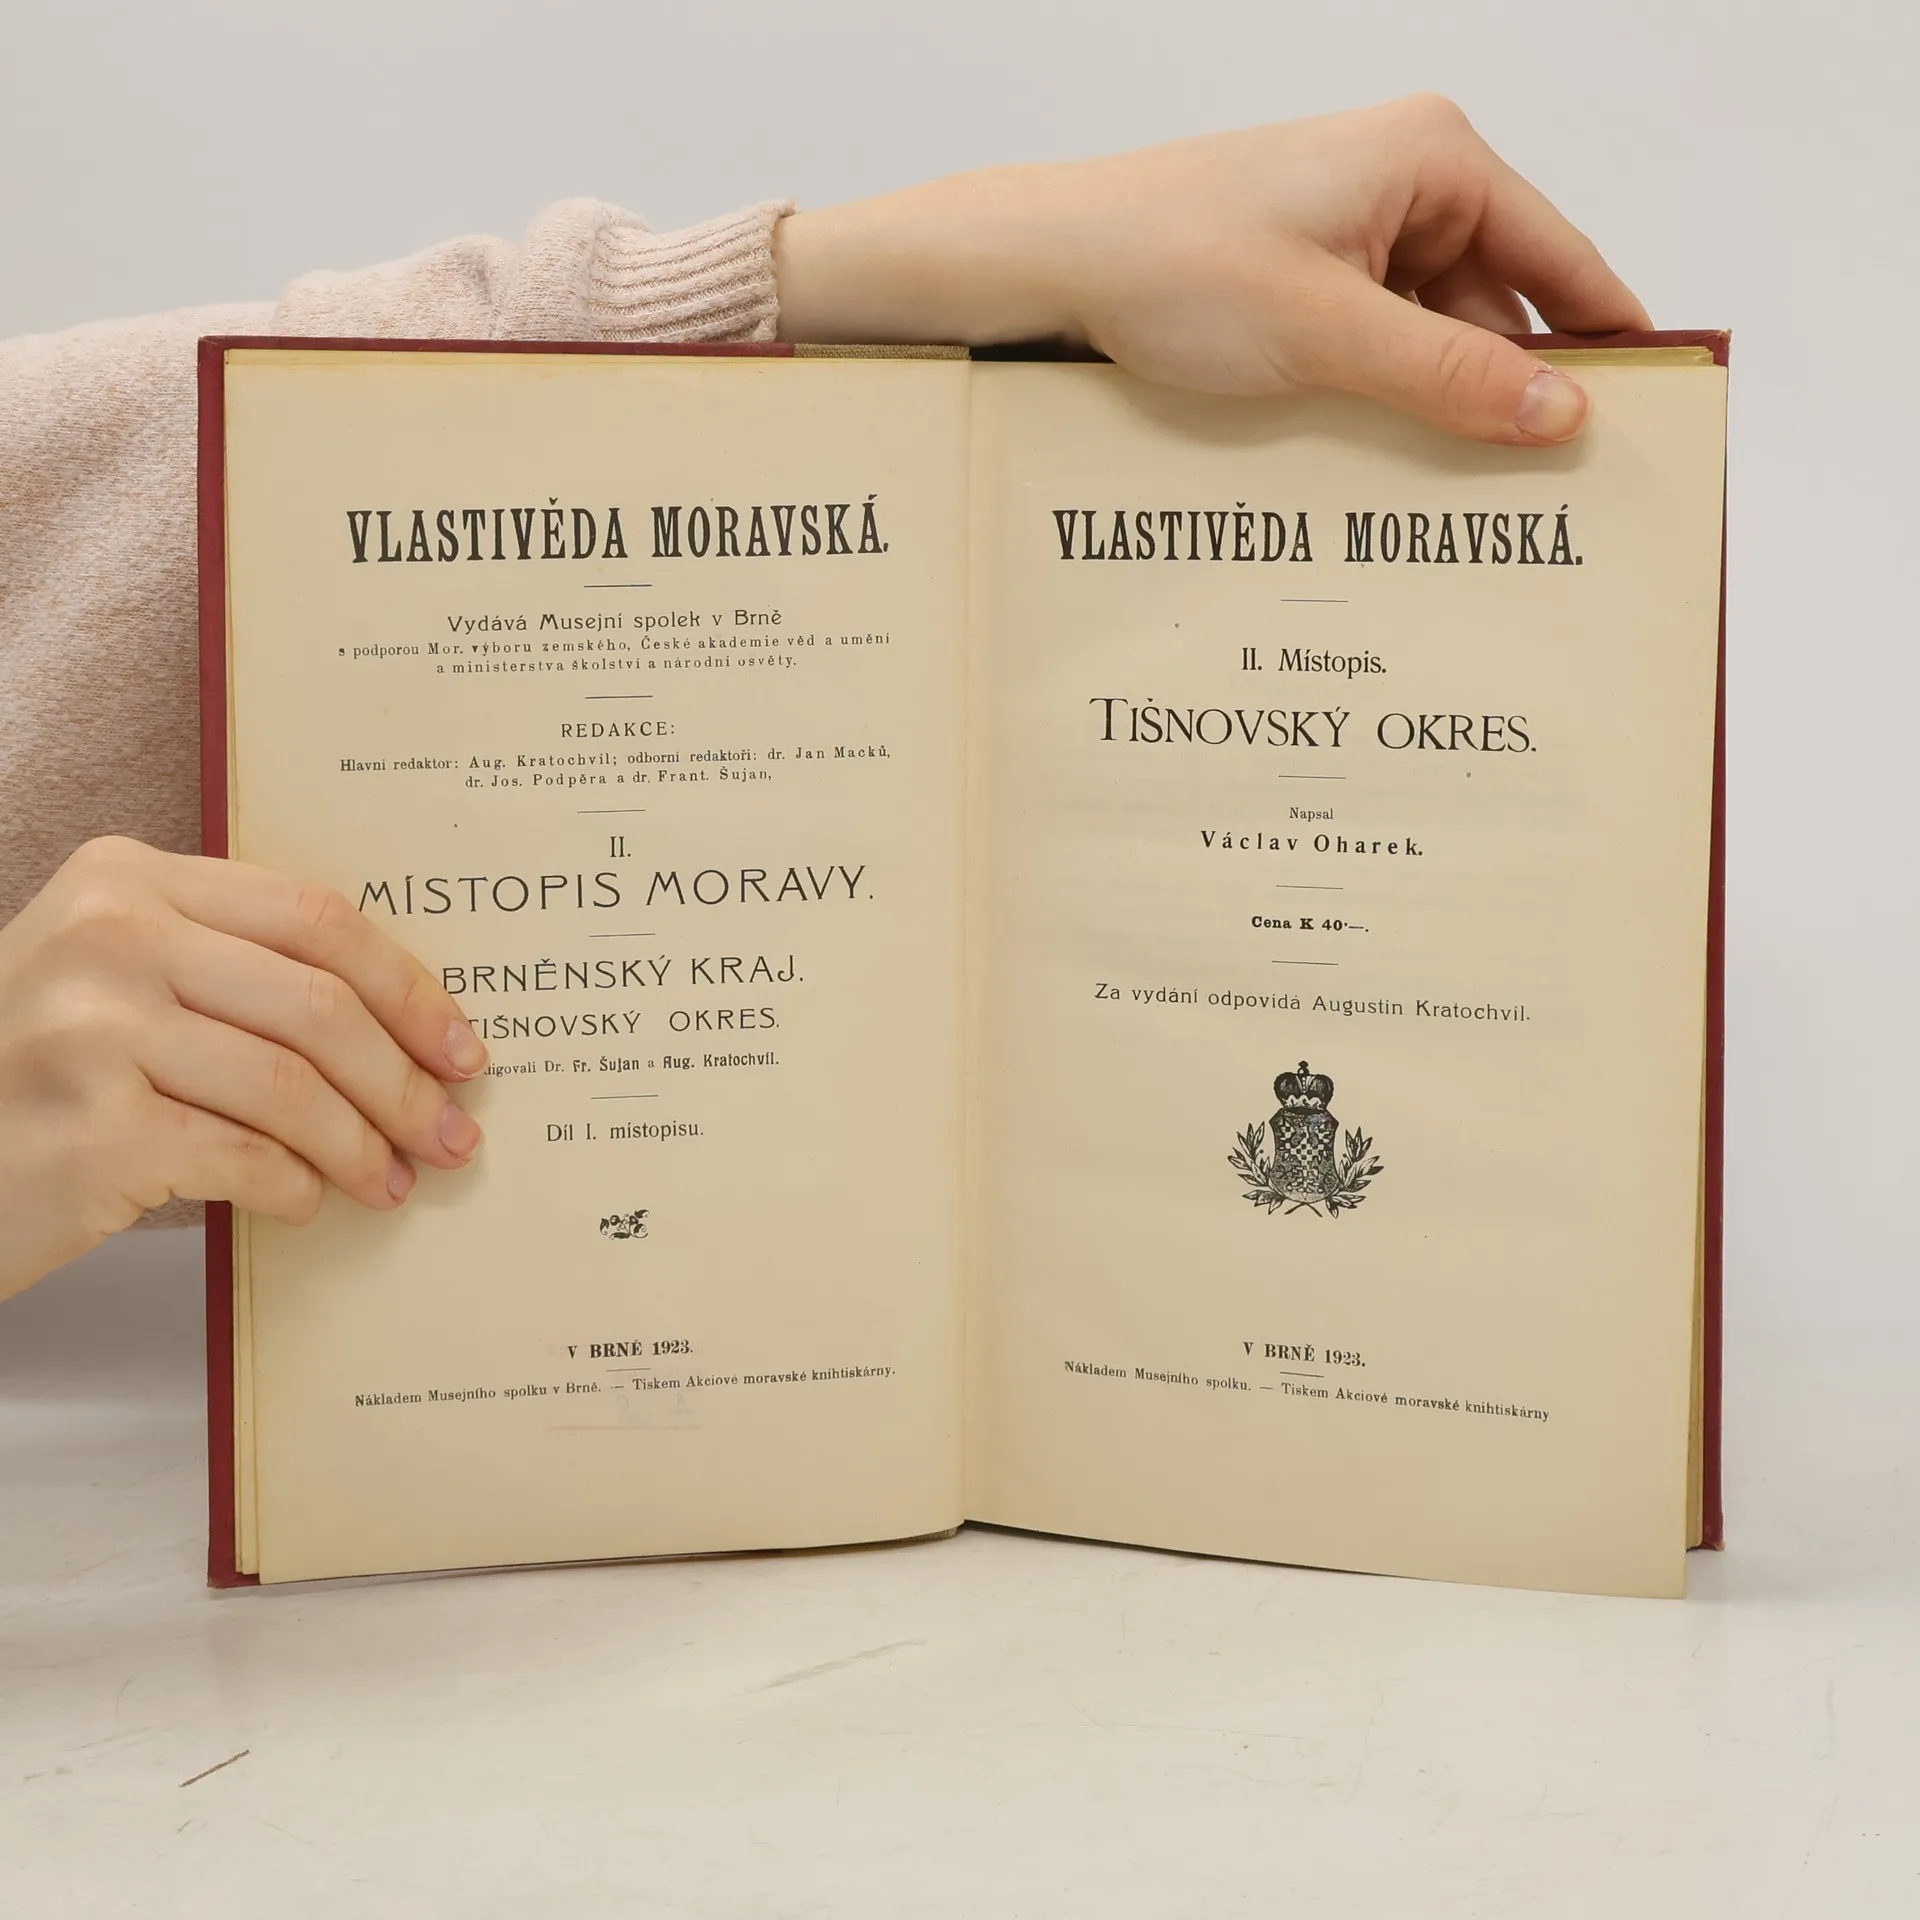 VLASTIVĚDA MORAVSKÁ.
Vydává Musejní spolek v Brně
s podporou Mor. výboru zemského, České akademie věd a umění
a ministerstva školství a národní osvěty.
REDAKCE:
Hlavní redaktor: Aug. Kratochvíl; odborní redaktoři: dr. Jan Macků,
dr. Jos. Podpěra a dr. Frant. Šujan,
II.
MÍSTOPIS MORAVY.
BRNĚNSKÝ KRAJ.
TIŠNOVSKÝ OKRES.
Dr. Fr. Šujan a Aug. Kratochvíl.
Díl I. místopisu.
V BRNĚ 1923.
Nákladem Musejního spolku v Brně. — Tiskem Akciové moravské knihtiskárny.
VLASTIVĚDA MORAVSKÁ.
II. Místopis.
TIŠNOVSKÝ OKRES.
Napsal
Václav Oharek.
Cena K 40·—.
Za vydání odpovídá Augustin Kratochvíl.
V BRNĚ 1923.
Nákladem Musejního spolku. — Tiskem Akciové moravské knihtiskárny